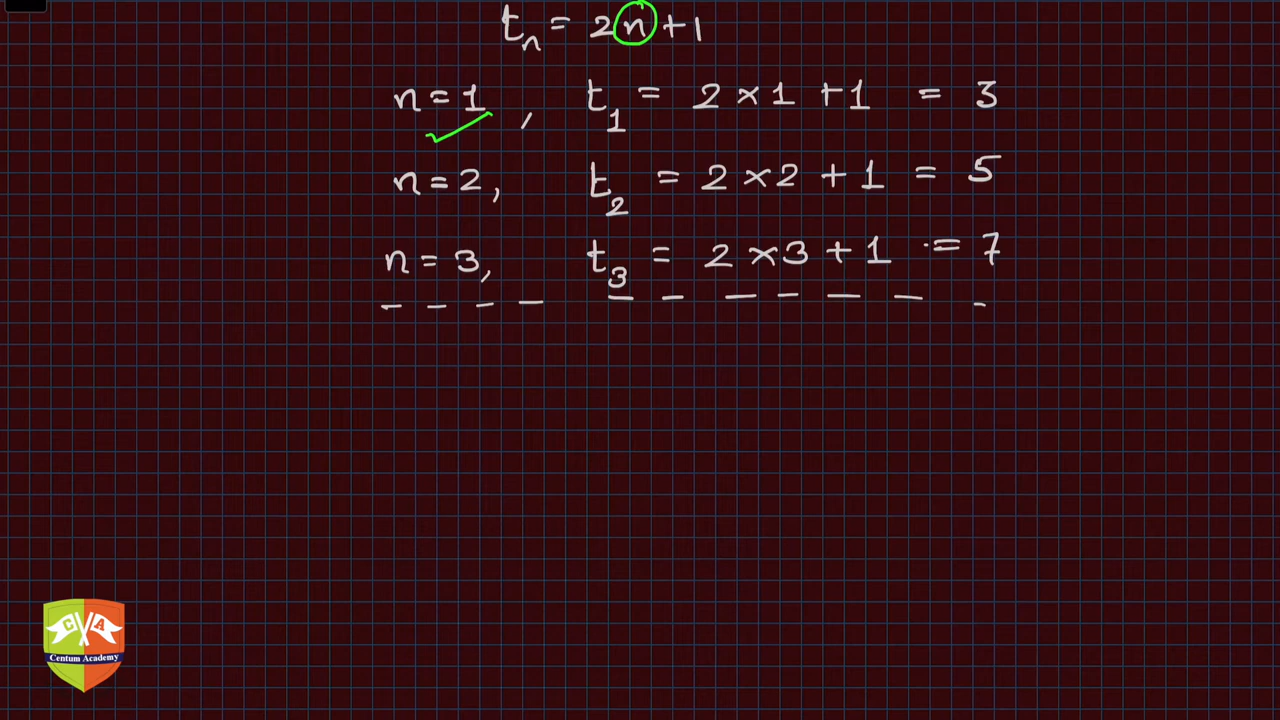 tₙ = 2n+1
n=1, t₁ = 2×1+1 = 3
n=2, t₂ = 2×2+1 = 5
n=3, t₃ = 2×3+1 = 7
C A
Centum Academy